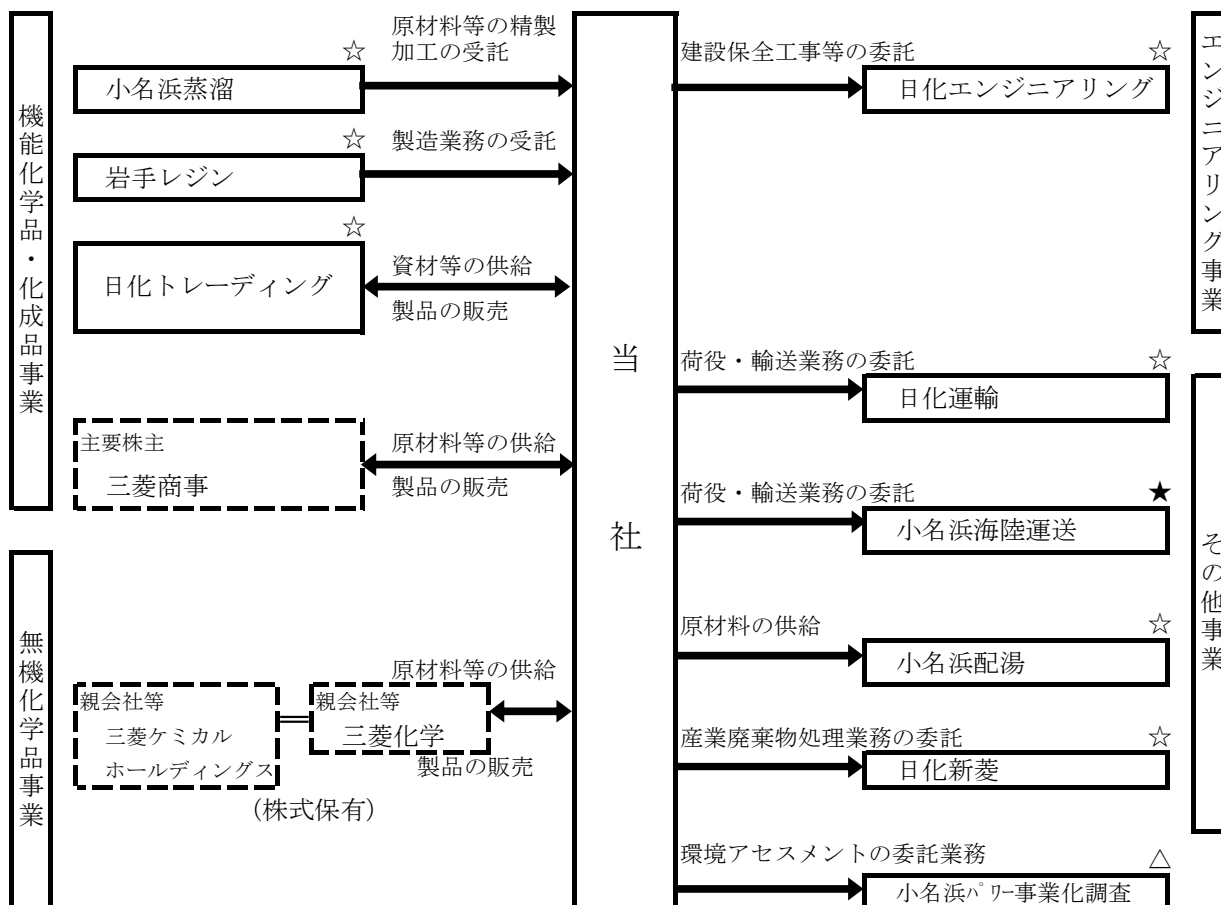 機能化学品・化成品事業
原材料等の精製
加工の受託
☆
小名浜蒸溜
☆
製造業務の受託
岩手レジン
☆
日化トレーディング
資材等の供給
製品の販売
主要株主
三菱商事
原材料等の供給
製品の販売
無機化学品事業
原材料等の供給
親会社等
三菱ケミカル
ホールディングス
親会社等
三菱化学
製品の販売
(株式保有)
当社
建設保全工事等の委託
☆
日化エンジニアリング
荷役・輸送業務の委託
☆
日化運輸
荷役・輸送業務の委託
★
小名浜海陸運送
原材料の供給
☆
小名浜配湯
産業廃棄物処理業務の委託
☆
日化新菱
環境アセスメントの委託業務
△
小名浜ﾊﾟﾜｰ事業化調査
エンジニアリング事業
その他事業